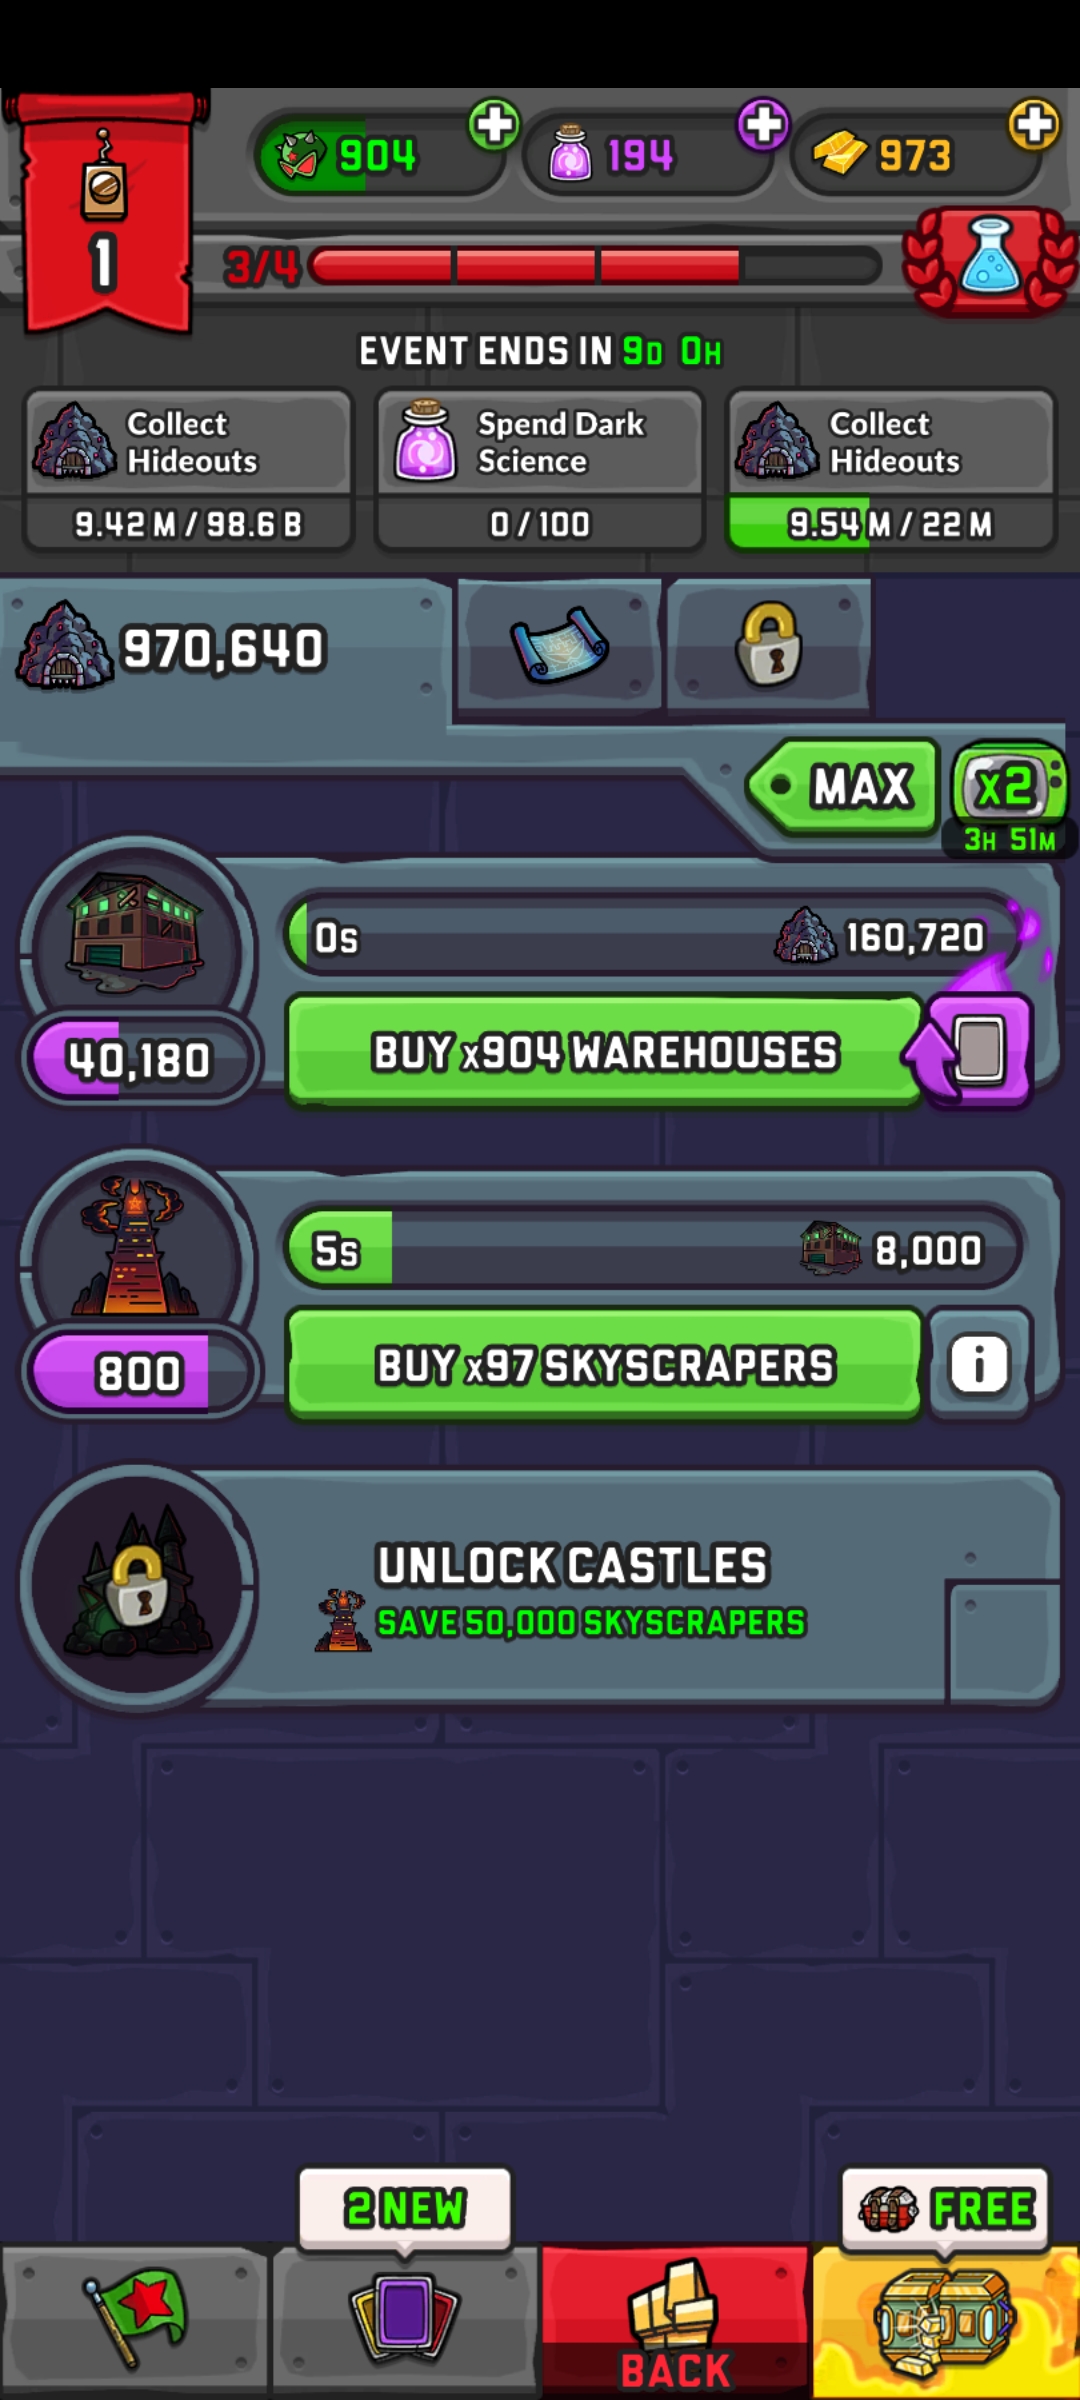 904
194
973
1
3/4
EVENT ENDS IN 9D 0H
Collect
Hideouts
9.42 M / 98.6 B
Spend Dark
Science
0 / 100
Collect
Hideouts
9.54 M / 22 M
970,640
MAX
x2
3H 51M
0s
160,720
40,180
BUY x904 WAREHOUSES
5s
8,000
800
BUY x97 SKYSCRAPERS
i
UNLOCK CASTLES
SAVE 50,000 SKYSCRAPERS
2 NEW
FREE
BACK